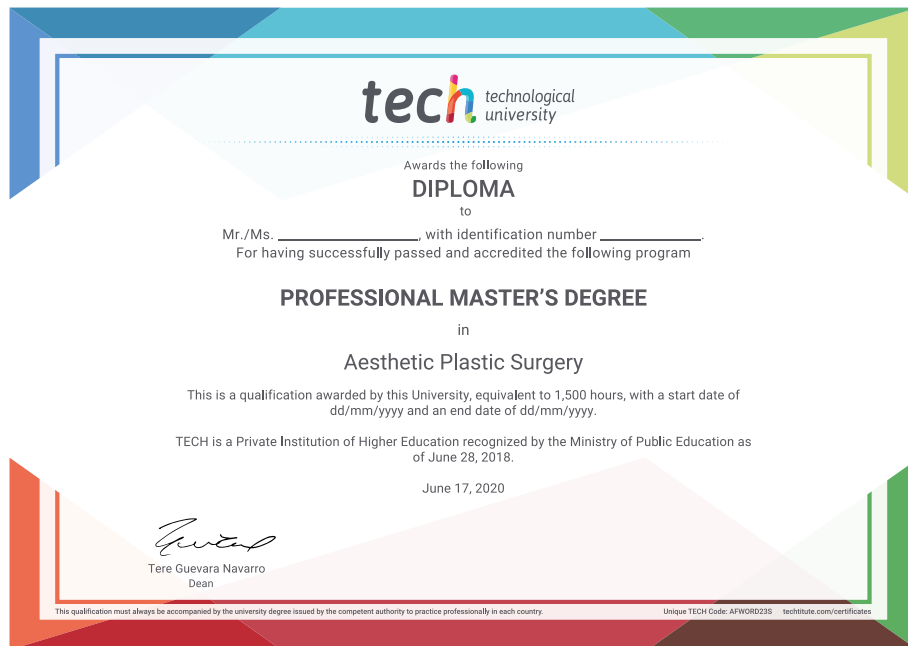 tech technological
university
Awards the following
DIPLOMA
to
Mr./Ms. ____________________, with identification number ______________.
For having successfully passed and accredited the following program
PROFESSIONAL MASTER'S DEGREE
in
Aesthetic Plastic Surgery
This is a qualification awarded by this University, equivalent to 1,500 hours, with a start date of
dd/mm/yyyy and an end date of dd/mm/yyyy.
TECH is a Private Institution of Higher Education recognized by the Ministry of Public Education as
of June 28, 2018.
June 17, 2020
Tere Guevara Navarro
Dean
This qualification must always be accompanied by the university degree issued by the competent authority to practice professionally in each country.
Unique TECH Code: AFWORD23S techtitute.com/certificates